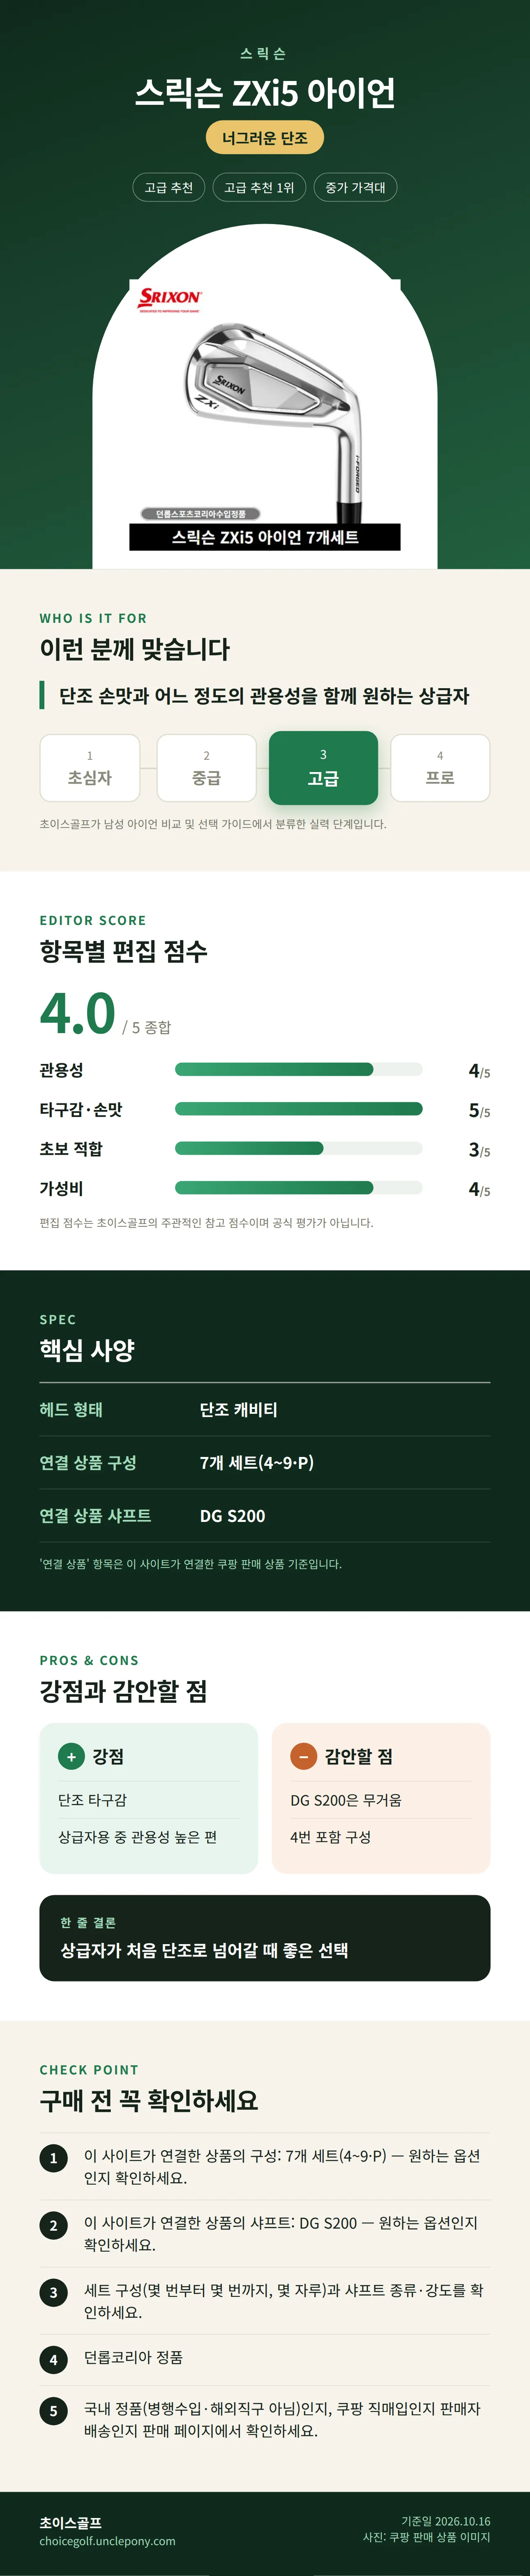 스릭슨
스릭슨 ZXi5 아이언
너그러운 단조
고급 추천
고급 추천 1위
중가 가격대
SRIXON
DEDICATED TO IMPROVING YOUR GAME
SRIXON
ZXi
i-FORGED
던롭스포츠코리아수입정품
스릭슨 ZXi5 아이언 7개세트
WHO IS IT FOR
이런 분께 맞습니다
단조 손맛과 어느 정도의 관용성을 함께 원하는 상급자
1
초심자
2
중급
3
고급
4
프로
초이스골프가 남성 아이언 비교 및 선택 가이드에서 분류한 실력 단계입니다.
EDITOR SCORE
항목별 편집 점수
4.0 / 5 종합
관용성 4/5
타구감·손맛 5/5
초보 적합 3/5
가성비 4/5
편집 점수는 초이스골프의 주관적인 참고 점수이며 공식 평가가 아닙니다.
SPEC
핵심 사양
헤드 형태 단조 캐비티
연결 상품 구성 7개 세트(4~9·P)
연결 상품 샤프트 DG S200
'연결 상품' 항목은 이 사이트가 연결한 쿠팡 판매 상품 기준입니다.
PROS & CONS
강점과 감안할 점
+ 강점
단조 타구감
상급자용 중 관용성 높은 편
− 감안할 점
DG S200은 무거움
4번 포함 구성
한 줄 결론
상급자가 처음 단조로 넘어갈 때 좋은 선택
CHECK POINT
구매 전 꼭 확인하세요
1 이 사이트가 연결한 상품의 구성: 7개 세트(4~9·P) — 원하는 옵션
인지 확인하세요.
2 이 사이트가 연결한 상품의 샤프트: DG S200 — 원하는 옵션인지
확인하세요.
3 세트 구성(몇 번부터 몇 번까지, 몇 자루)과 샤프트 종류·강도를 확
인하세요.
4 던롭코리아 정품
5 국내 정품(병행수입·해외직구 아님)인지, 쿠팡 직매입인지 판매자
배송인지 판매 페이지에서 확인하세요.
초이스골프
choicegolf.unclepony.com
기준일 2026.10.16
사진: 쿠팡 판매 상품 이미지